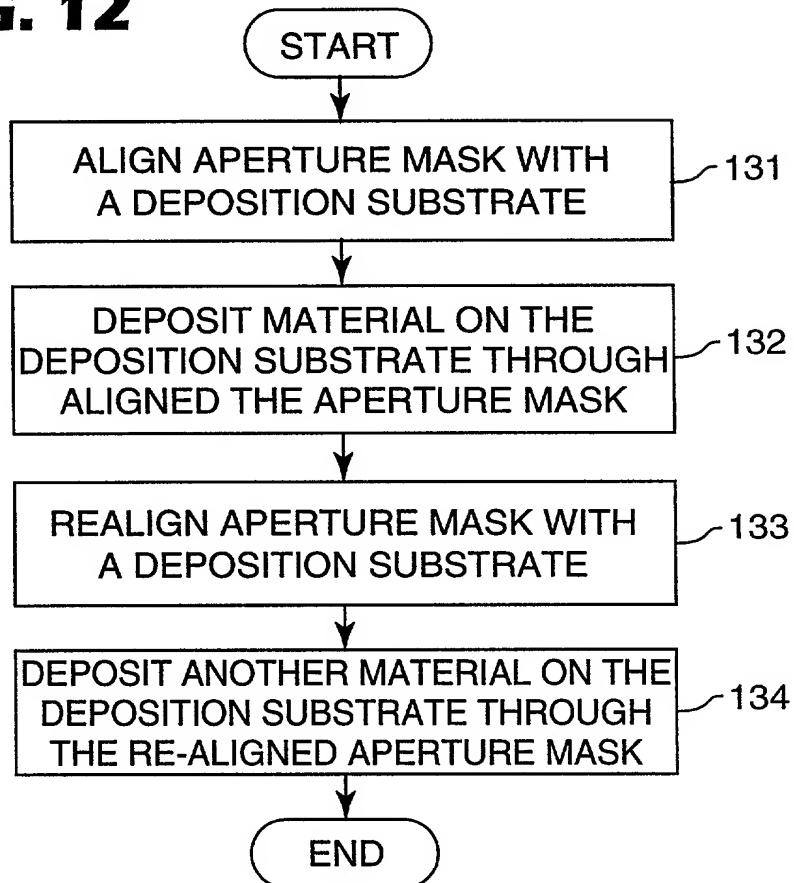 G. 12
START
ALIGN APERTURE MASK WITH
A DEPOSITION SUBSTRATE
131
DEPOSIT MATERIAL ON THE
DEPOSITION SUBSTRATE THROUGH
ALIGNED THE APERTURE MASK
132
REALIGN APERTURE MASK WITH
A DEPOSITION SUBSTRATE
133
DEPOSIT ANOTHER MATERIAL ON THE
DEPOSITION SUBSTRATE THROUGH
THE RE-ALIGNED APERTURE MASK
134
END